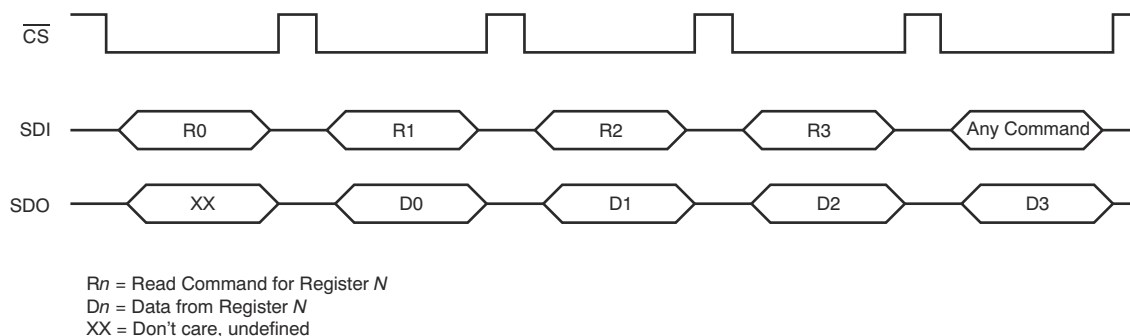 CS
SDI R0 R1 R2 R3 Any Command
SDO XX D0 D1 D2 D3
Rn = Read Command for Register N
Dn = Data from Register N
XX = Don't care, undefined